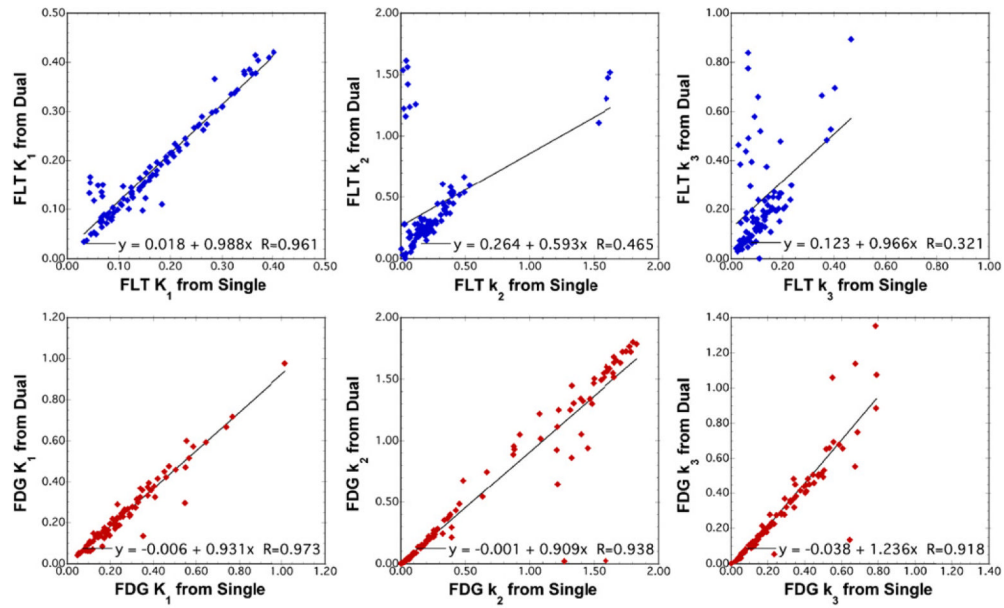 0.50
0.40
0.30
0.20
0.10
0.00
FLT K1 from Dual
y = 0.018 + 0.988x R=0.961
0.00 0.10 0.20 0.30 0.40 0.50
FLT K1 from Single
2.00
1.50
1.00
0.50
0.00
FLT k2 from Dual
y = 0.264 + 0.593x R=0.465
0.00 0.50 1.00 1.50 2.00
FLT k2 from Single
1.00
0.80
0.60
0.40
0.20
0.00
FLT k3 from Dual
y = 0.123 + 0.966x R=0.321
0.00 0.20 0.40 0.60 0.80 1.00
FLT k3 from Single
1.20
1.00
0.80
0.60
0.40
0.20
0.00
FDG K1 from Dual
y = -0.006 + 0.931x R=0.973
0.00 0.20 0.40 0.60 0.80 1.00 1.20
FDG K1 from Single
2.00
1.50
1.00
0.50
0.00
FDG k2 from Dual
y = -0.001 + 0.909x R=0.938
0.00 0.50 1.00 1.50 2.00
FDG k2 from Single
1.40
1.20
1.00
0.80
0.60
0.40
0.20
0.00
FDG k3 from Dual
y = -0.038 + 1.236x R=0.918
0.00 0.20 0.40 0.60 0.80 1.00 1.20 1.40
FDG k3 from Single